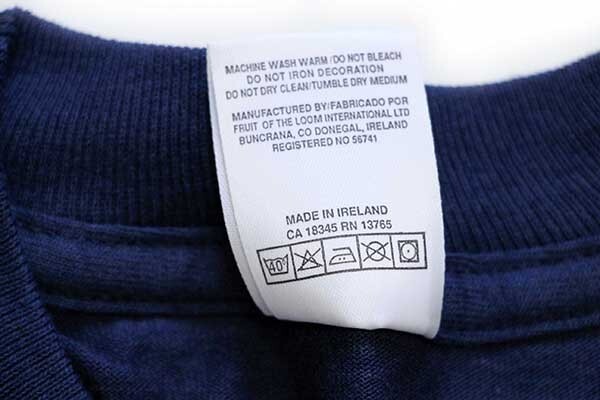 MACHINE WASH WARM/DO NOT BLEACH
DO NOT IRON DECORATION
DO NOT DRY CLEAN/TUMBLE DRY MEDIUM
MANUFACTURED BY/FABRICADO POR
FRUIT OF THE LOOM INTERNATIONAL LTD
BUNCRANA, CO DONEGAL, IRELAND
REGISTERED NO 56741
MADE IN IRELAND
CA 18345 RN 13765
40°